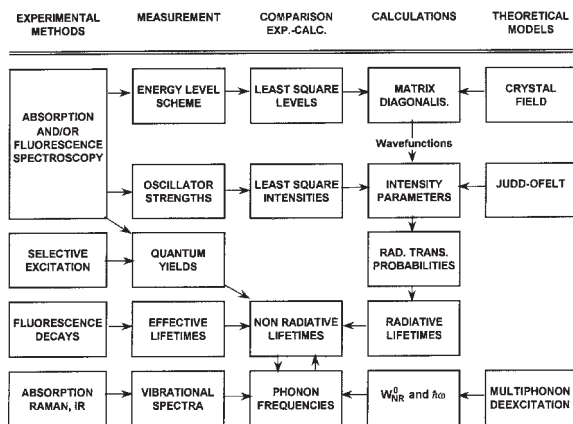 EXPERIMENTAL METHODS
MEASUREMENT
COMPARISON EXP.-CALC.
CALCULATIONS
THEORETICAL MODELS
ABSORPTION
AND/OR
FLUORESCENCE
SPECTROSCOPY
ENERGY LEVEL
SCHEME
LEAST SQUARE
LEVELS
MATRIX
DIAGONALIS.
CRYSTAL
FIELD
Wavefunctions
OSCILLATOR
STRENGTHS
LEAST SQUARE
INTENSITIES
INTENSITY
PARAMETERS
JUDD-OFELT
SELECTIVE
EXCITATION
QUANTUM
YIELDS
RAD. TRANS.
PROBABILITIES
FLUORESCENCE
DECAYS
EFFECTIVE
LIFETIMES
NON RADIATIVE
LIFETIMES
RADIATIVE
LIFETIMES
ABSORPTION
RAMAN, IR
VIBRATIONAL
SPECTRA
PHONON
FREQUENCIES
W⁰NR and ħω
MULTIPHONON
DEEXCITATION